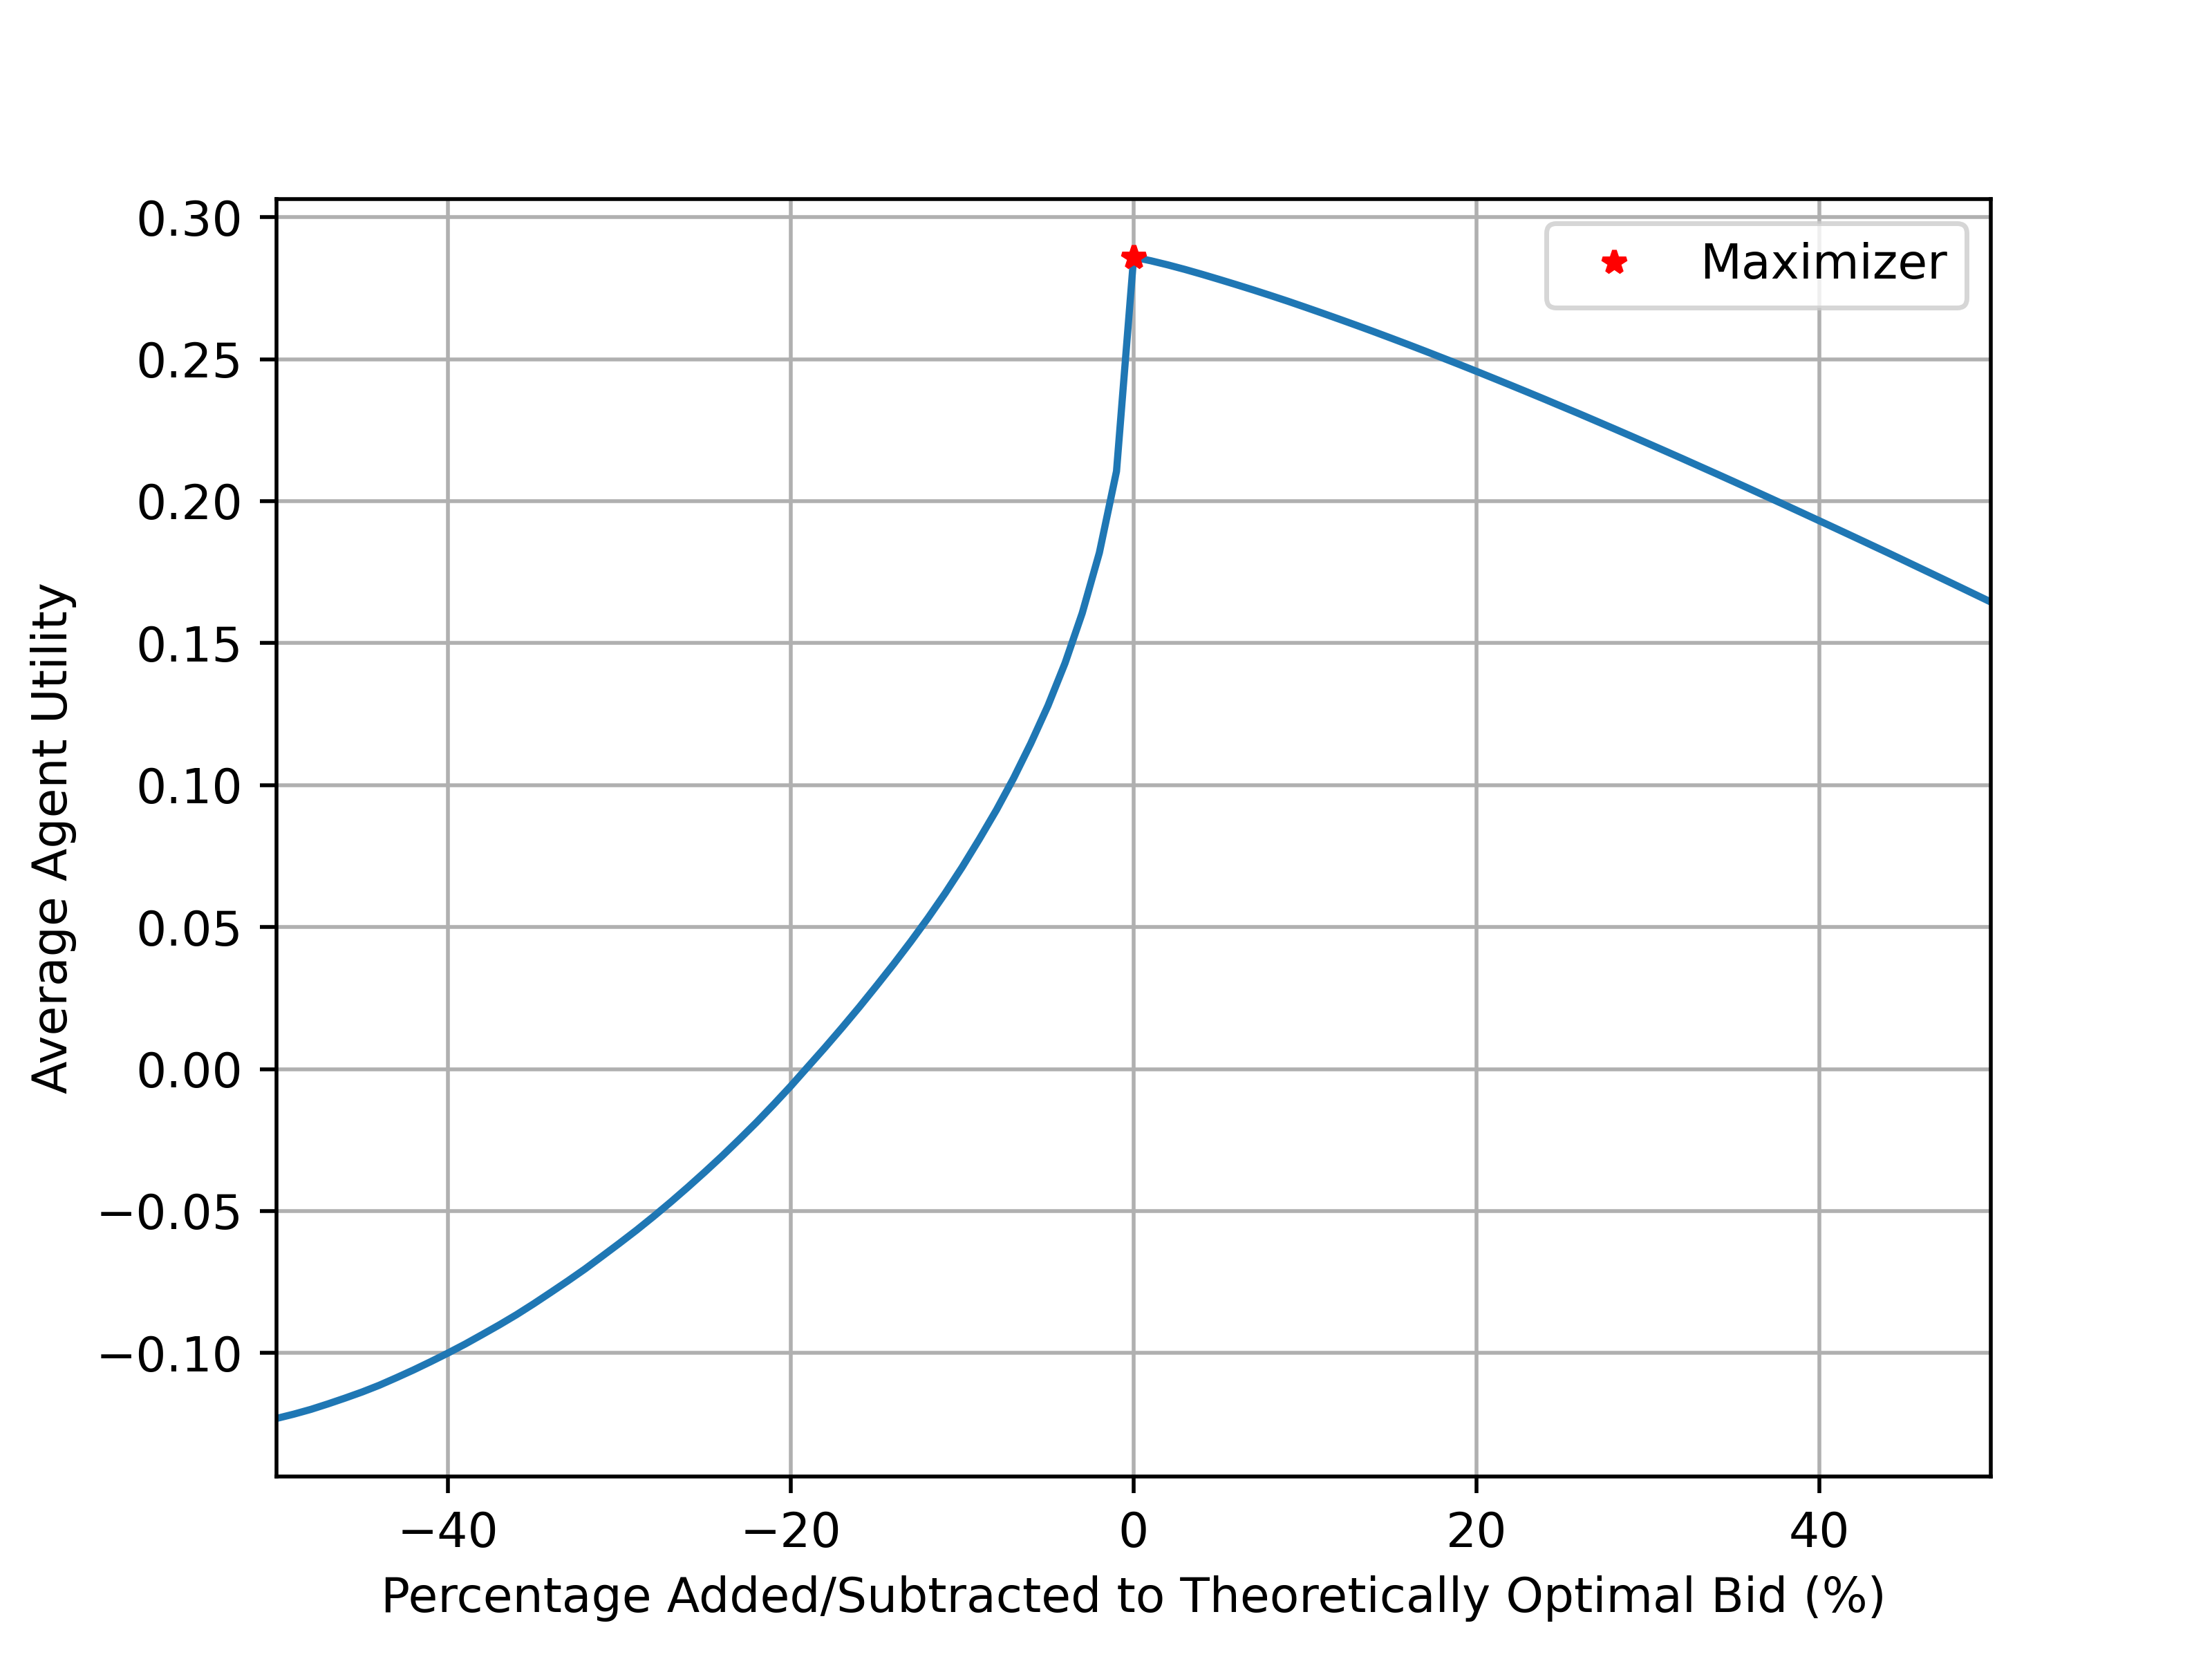 Maximizer
0.30
0.25
0.20
0.15
0.10
0.05
0.00
−0.05
−0.10
Average Agent Utility
−40 −20 0 20 40
Percentage Added/Subtracted to Theoretically Optimal Bid (%)